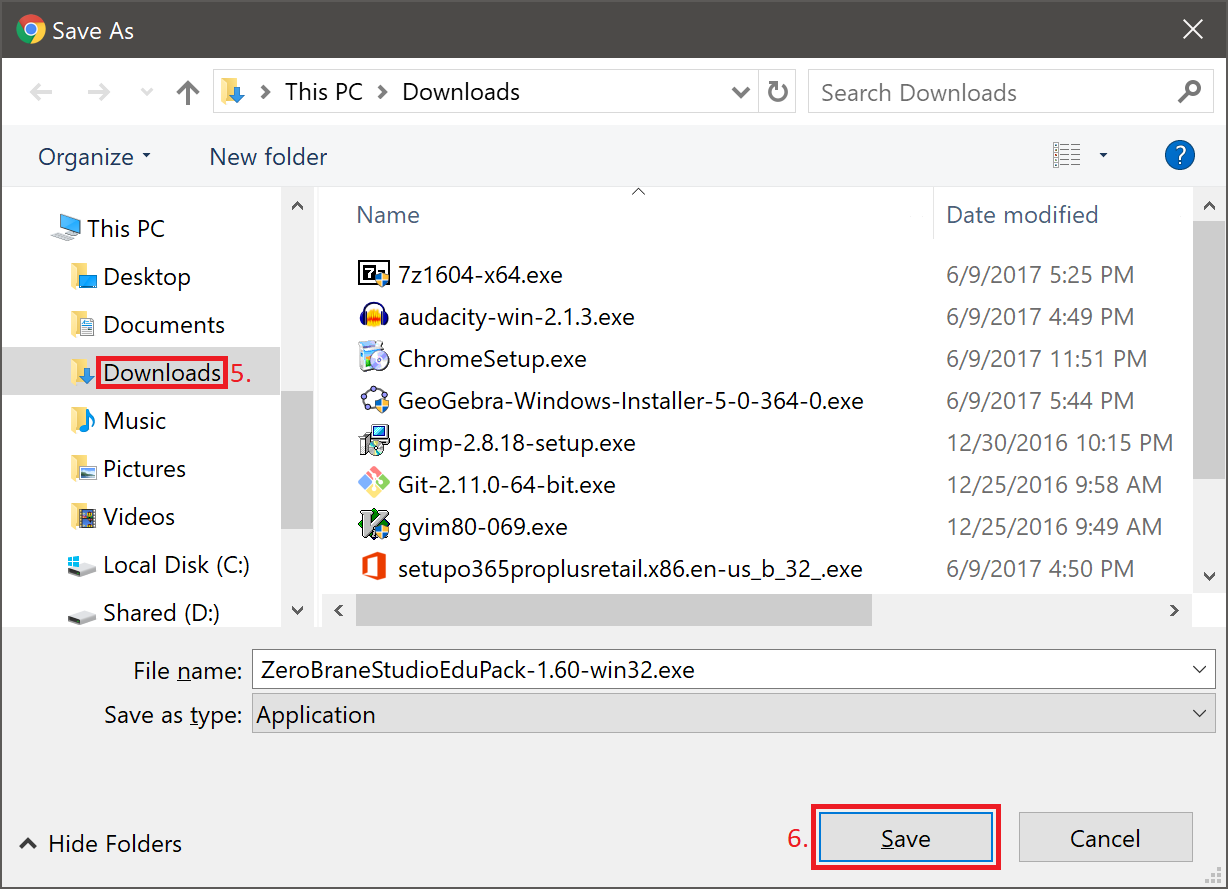 Save As
This PC > Downloads
Search Downloads
Organize
New folder
?
This PC
Desktop
Documents
Downloads 5.
Music
Pictures
Videos
Local Disk (C:)
Shared (D:)
Name Date modified
7z1604-x64.exe 6/9/2017 5:25 PM
audacity-win-2.1.3.exe 6/9/2017 4:49 PM
ChromeSetup.exe 6/9/2017 11:51 PM
GeoGebra-Windows-Installer-5-0-364-0.exe 6/9/2017 5:44 PM
gimp-2.8.18-setup.exe 12/30/2016 10:15 PM
Git-2.11.0-64-bit.exe 12/25/2016 9:58 AM
gvim80-069.exe 12/25/2016 9:49 AM
setupo365proplusretail.x86.en-us_b_32_.exe 6/9/2017 4:50 PM
File name: ZeroBraneStudioEduPack-1.60-win32.exe
Save as type: Application
Hide Folders
6. Save
Cancel